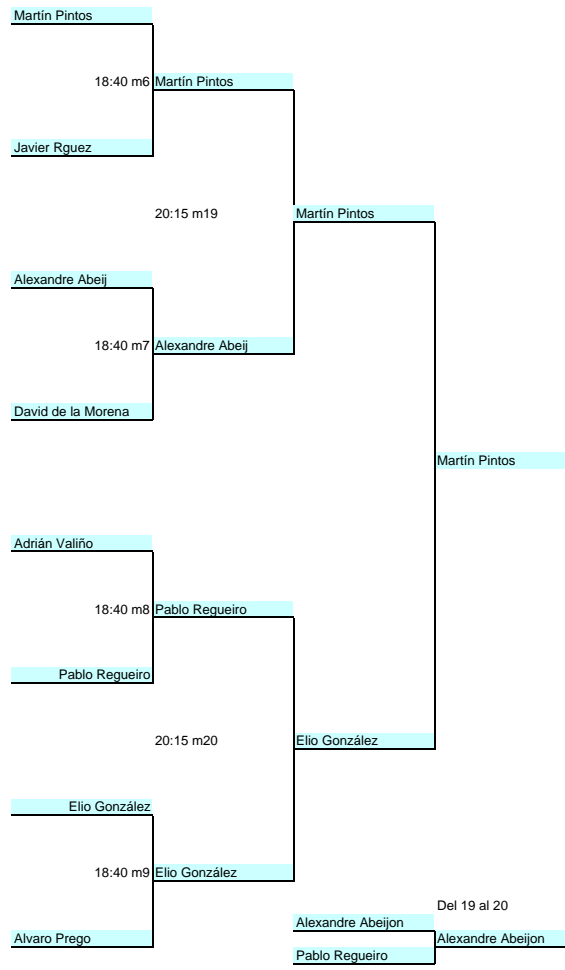 Martín Pintos
18:40 m6 Martín Pintos
Javier Rguez
20:15 m19 Martín Pintos
Alexandre Abeij
18:40 m7 Alexandre Abeij
David de la Morena
Martín Pintos
Adrián Valiño
18:40 m8 Pablo Regueiro
Pablo Regueiro
20:15 m20 Elio González
Elio González
18:40 m9 Elio González
Del 19 al 20
Alexandre Abeijon
Alvaro Prego Alexandre Abeijon
Pablo Regueiro